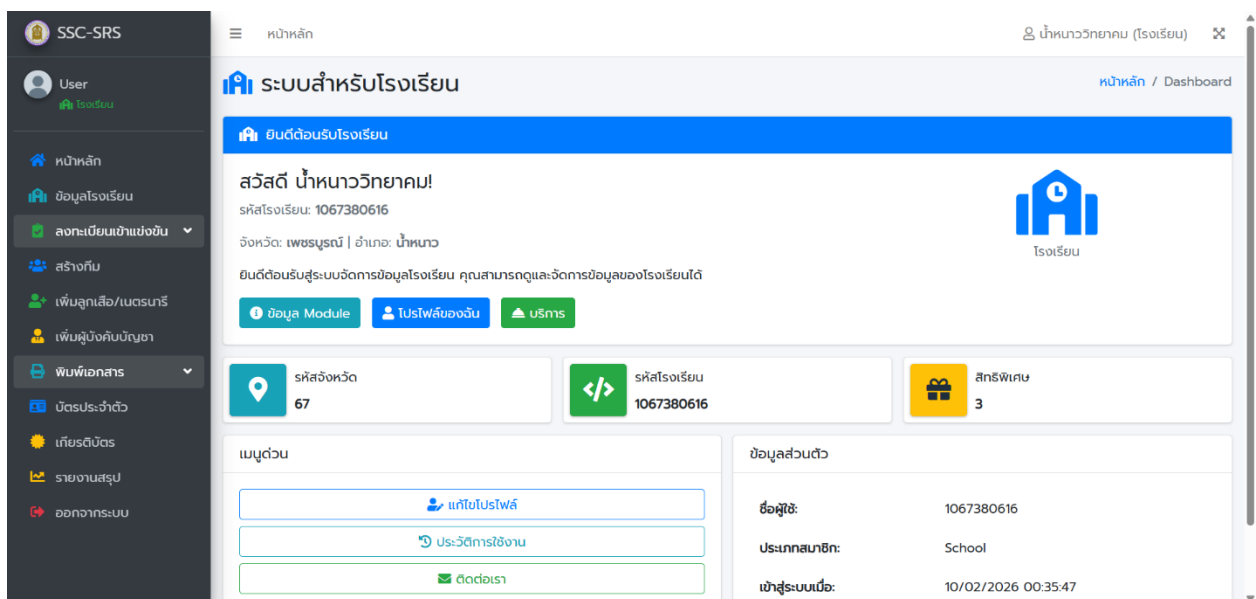 SSC-SRS
User
โรงเรียน
หน้าหลัก
ข้อมูลโรงเรียน
ลงทะเบียนเข้าแข่งขัน
สร้างทีม
เพิ่มลูกเสือ/เนตรนารี
เพิ่มผู้บังคับบัญชา
พิมพ์เอกสาร
บัตรประจำตัว
เกียรติบัตร
รายงานสรุป
ออกจากระบบ
หน้าหลัก
น้ำหนาววิทยาคม (โรงเรียน)
ระบบสำหรับโรงเรียน
หน้าหลัก / Dashboard
ยินดีต้อนรับโรงเรียน
สวัสดี น้ำหนาววิทยาคม!
รหัสโรงเรียน: 1067380616
จังหวัด: เพชรบูรณ์ | อำเภอ: น้ำหนาว
ยินดีต้อนรับสู่ระบบจัดการข้อมูลโรงเรียน คุณสามารถดูและจัดการข้อมูลของโรงเรียนได้
ข้อมูล Module โปรไฟล์ของฉัน บริการ
โรงเรียน
รหัสจังหวัด
67
รหัสโรงเรียน
1067380616
สิทธิพิเศษ
3
เมนูด่วน
แก้ไขโปรไฟล์
ประวัติการใช้งาน
ติดต่อเรา
ข้อมูลส่วนตัว
ชื่อผู้ใช้: 1067380616
ประเภทสมาชิก: School
เข้าสู่ระบบเมื่อ: 10/02/2026 00:35:47